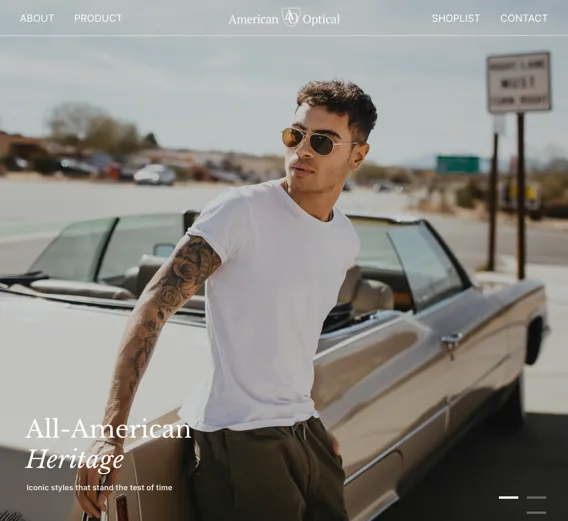 ABOUT PRODUCT American AO Optical SHOPLIST CONTACT
RIGHT LANE
MUST
TURN RIGHT
All-American
Heritage
Iconic styles that stand the test of time